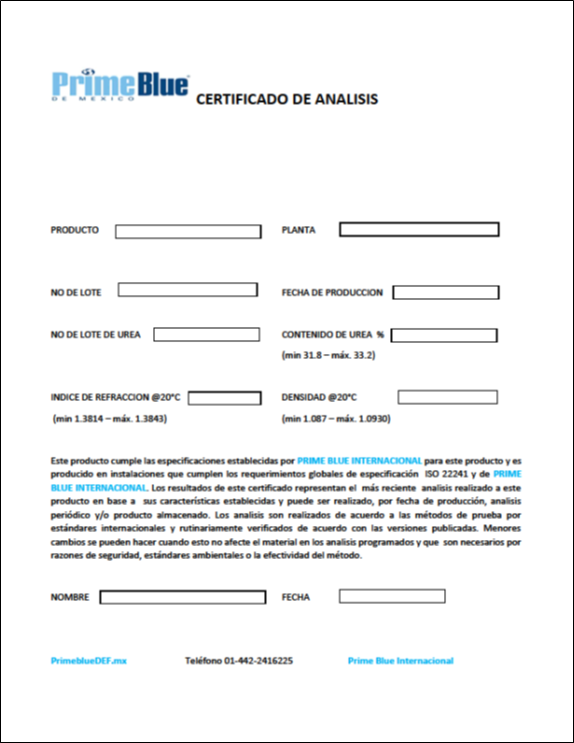 PrimeBlue
DE MEXICO
CERTIFICADO DE ANALISIS
PRODUCTO PLANTA
NO DE LOTE FECHA DE PRODUCCION
NO DE LOTE DE UREA CONTENIDO DE UREA %
(min 31.8 – máx. 33.2)
INDICE DE REFRACCION @20°C DENSIDAD @20°C
(min 1.3814 – máx. 1.3843) (min 1.087 – máx. 1.0930)
Este producto cumple las especificaciones establecidas por PRIME BLUE INTERNACIONAL para este producto y es
producido en instalaciones que cumplen los requerimientos globales de especificación ISO 22241 y de PRIME
BLUE INTERNACIONAL. Los resultados de este certificado representan el más reciente analisis realizado a este
producto en base a sus características establecidas y puede ser realizado, por fecha de producción, analisis
periódico y/o producto almacenado. Los analisis son realizados de acuerdo a las métodos de prueba por
estándares internacionales y rutinariamente verificados de acuerdo con las versiones publicadas. Menores
cambios se pueden hacer cuando esto no afecte el material en los analisis programados y que son necesarios por
razones de seguridad, estándares ambientales o la efectividad del método.
NOMBRE FECHA
PrimeblueDEF.mx Teléfono 01-442-2416225 Prime Blue Internacional